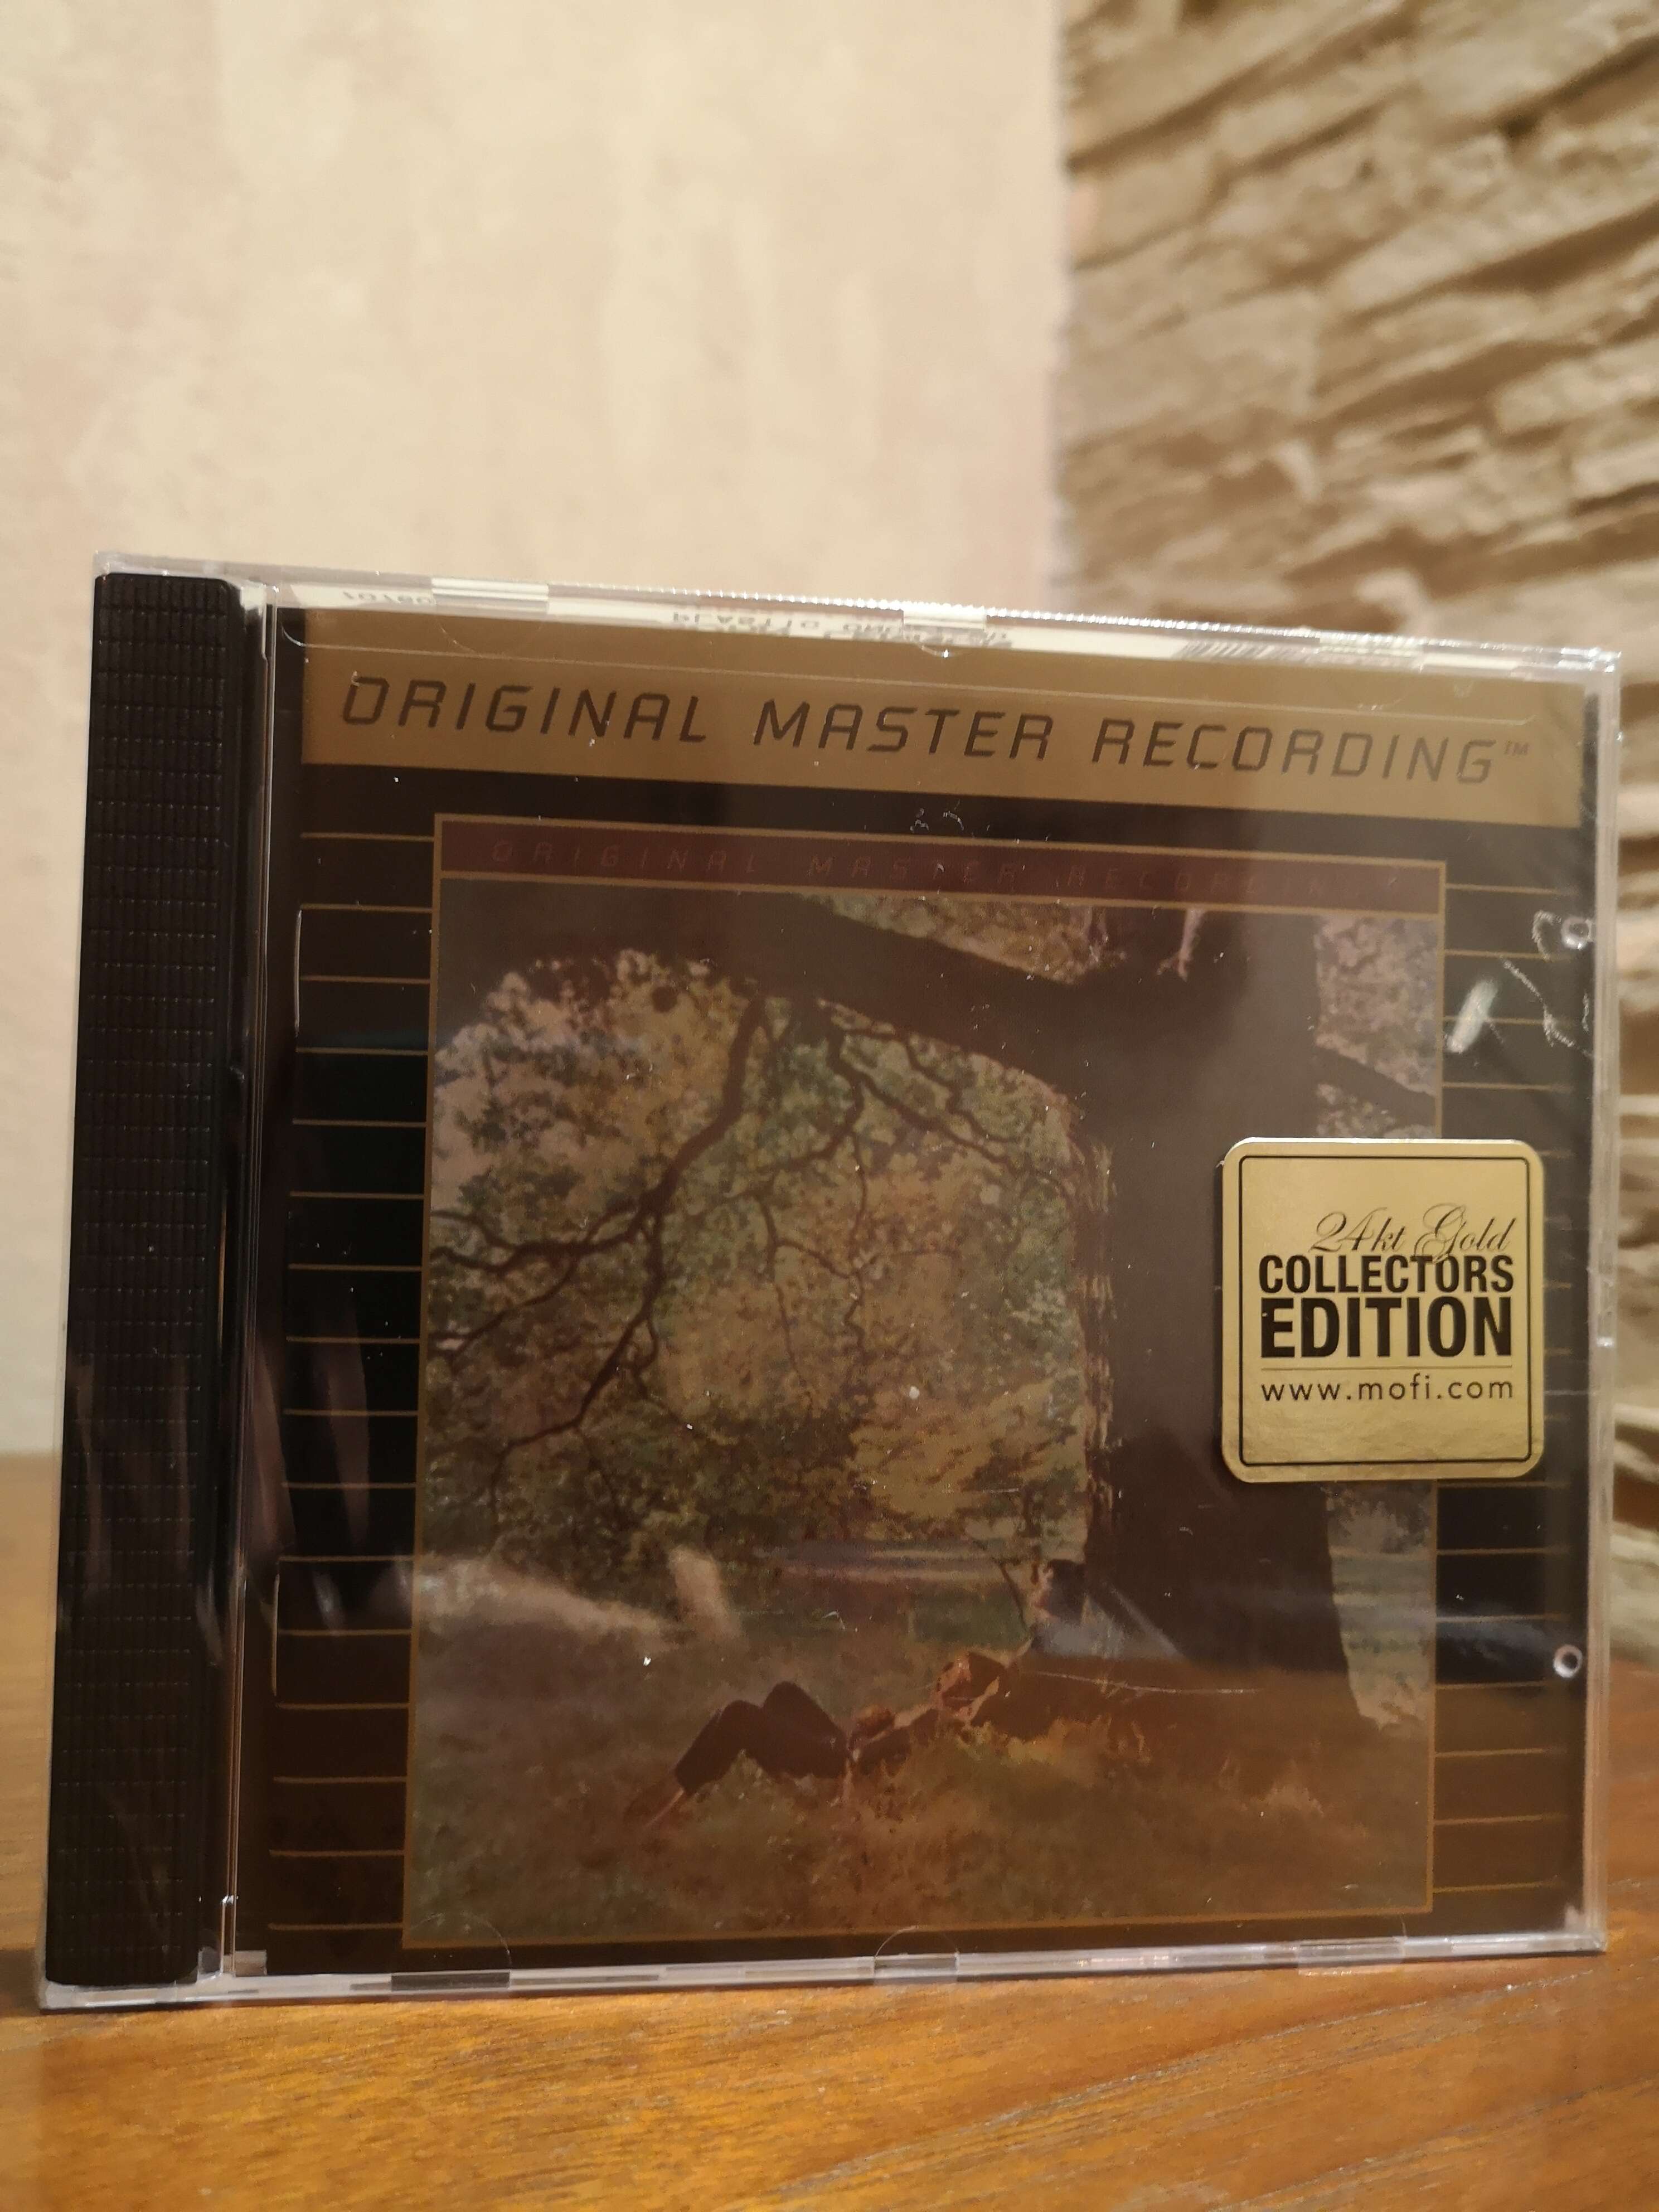 ORIGINAL MASTER RECORDING™
ORIGINAL MASTER RECORDING
24kt Gold
COLLECTORS
EDITION
www.mofi.com